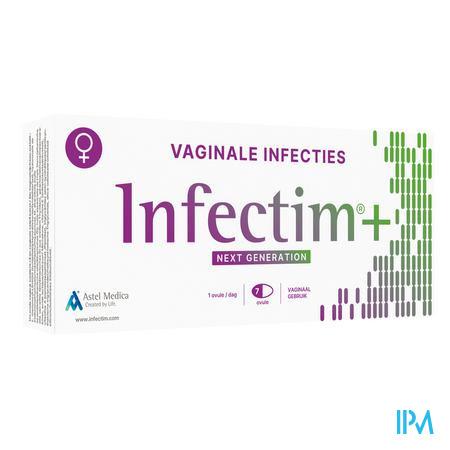 VAGINALE INFECTIES
Infectim®+
NEXT GENERATION
Astel Medica
Created by Life.
www.infectim.com
1 ovule / dag
7
ovule
VAGINAAL
GEBRUIK
IPM